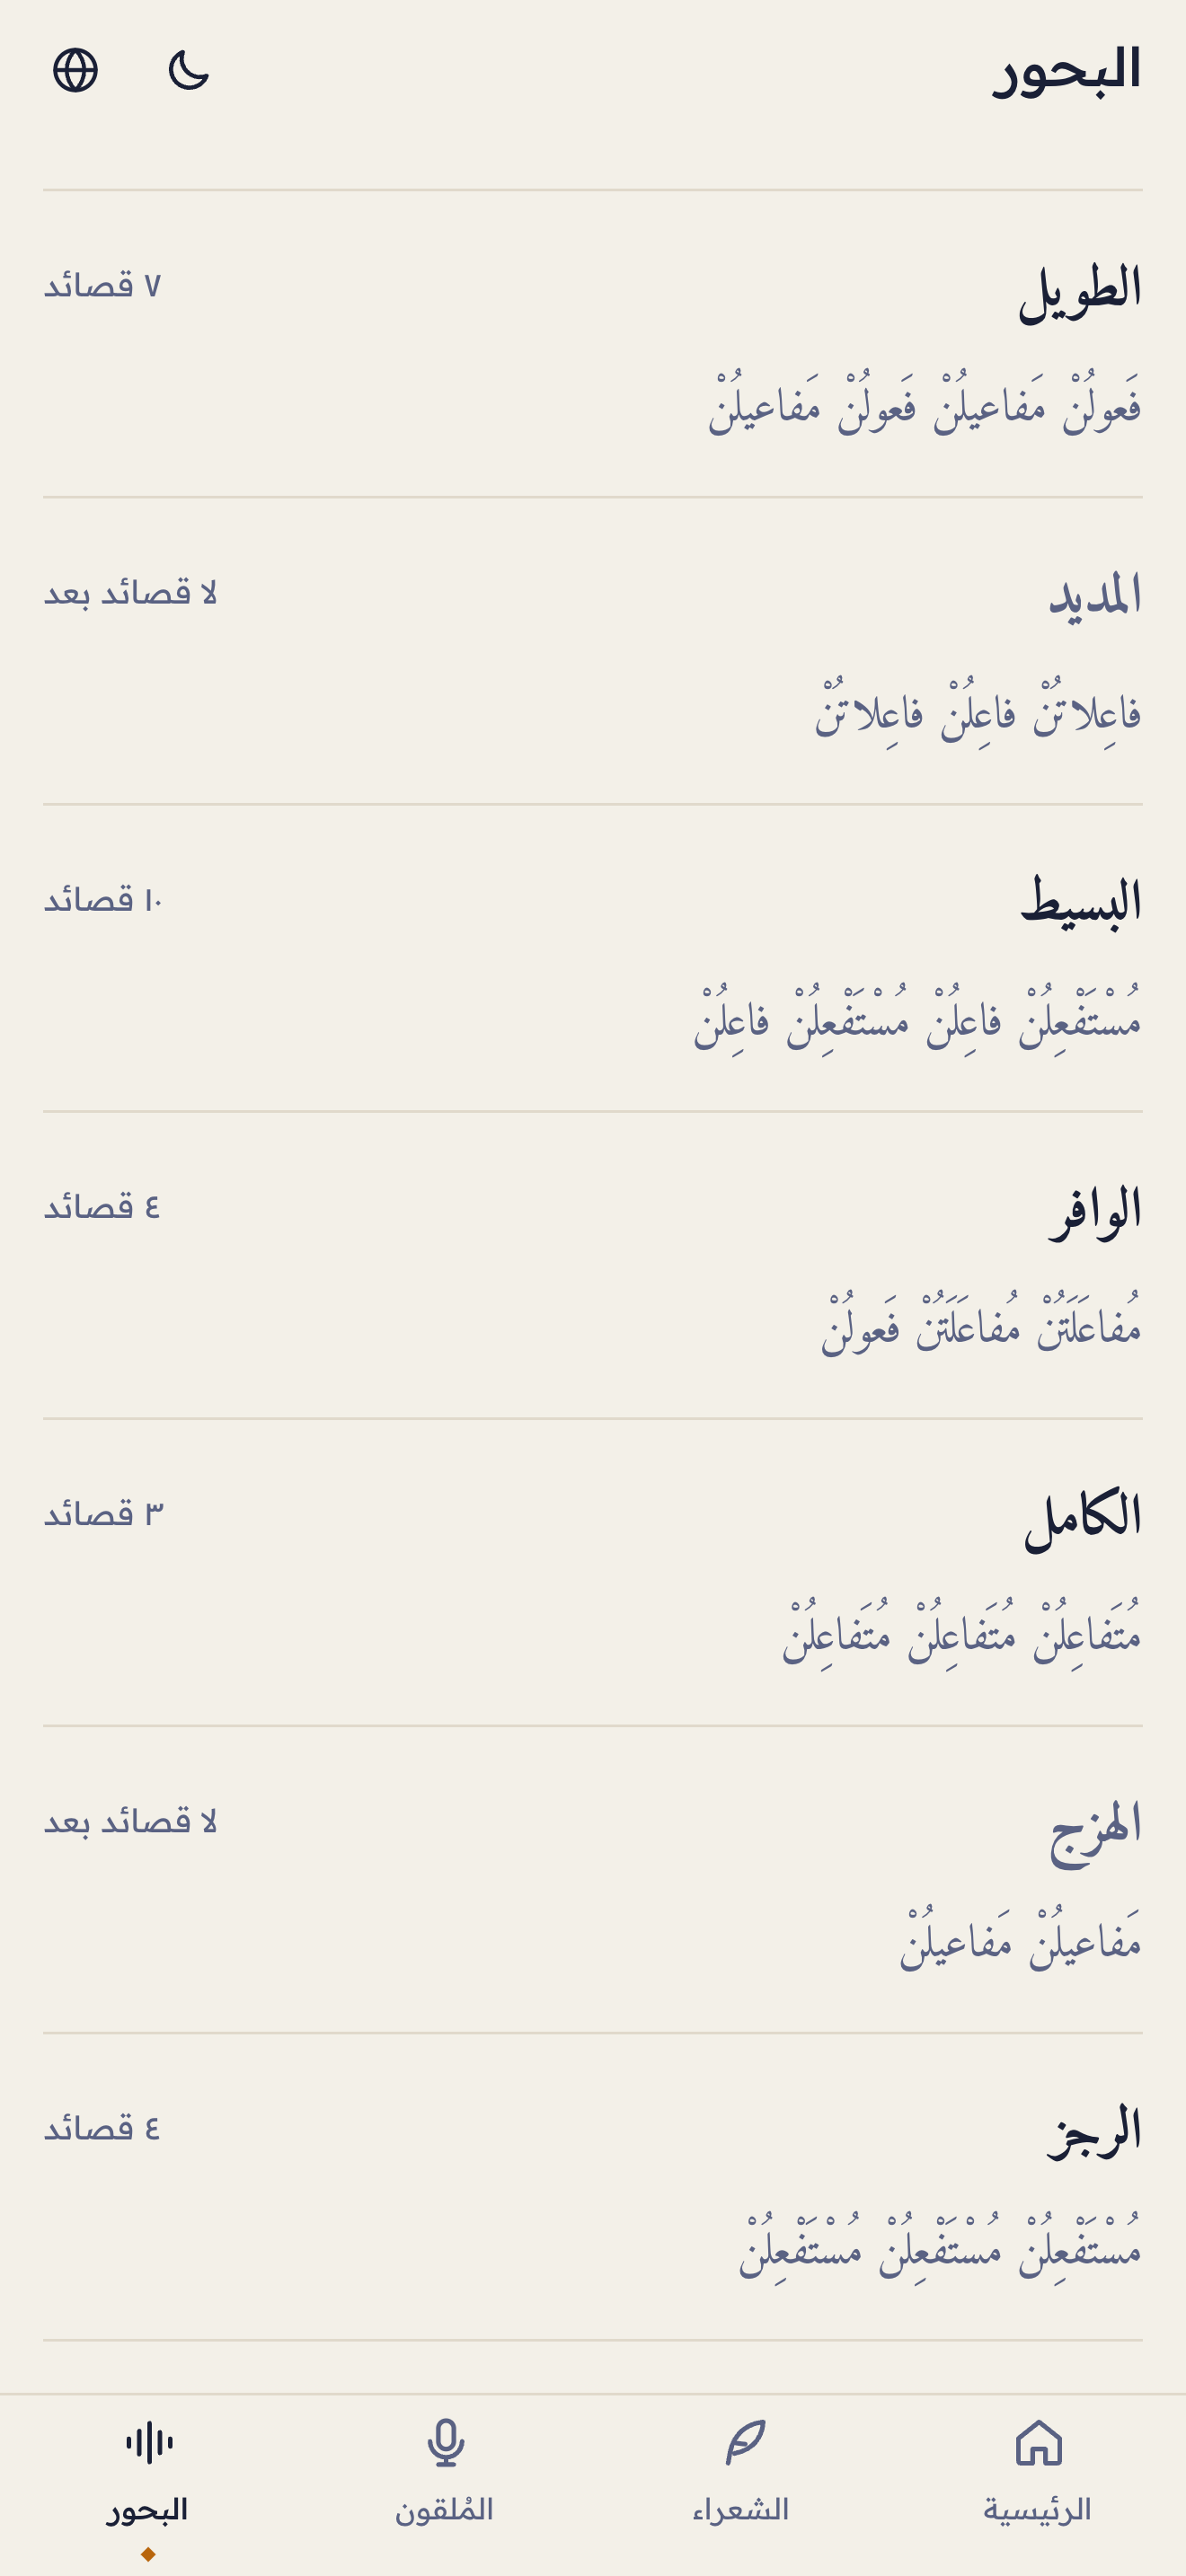 البحور
الطويل
٧ قصائد
فَعولُنْ مَفاعيلُنْ فَعولُنْ مَفاعيلُنْ
المديد
لا قصائد بعد
فاعِلاتُنْ فاعِلُنْ فاعِلاتُنْ
البسيط
١٠ قصائد
مُسْتَفْعِلُنْ فاعِلُنْ مُسْتَفْعِلُنْ فاعِلُنْ
الوافر
٤ قصائد
مُفاعَلَتُنْ مُفاعَلَتُنْ فَعولُنْ
الكامل
٣ قصائد
مُتَفاعِلُنْ مُتَفاعِلُنْ مُتَفاعِلُنْ
الهزج
لا قصائد بعد
مَفاعيلُنْ مَفاعيلُنْ
الرجز
٤ قصائد
مُسْتَفْعِلُنْ مُسْتَفْعِلُنْ مُسْتَفْعِلُنْ
الرئيسية
الشعراء
المُلقون
البحور